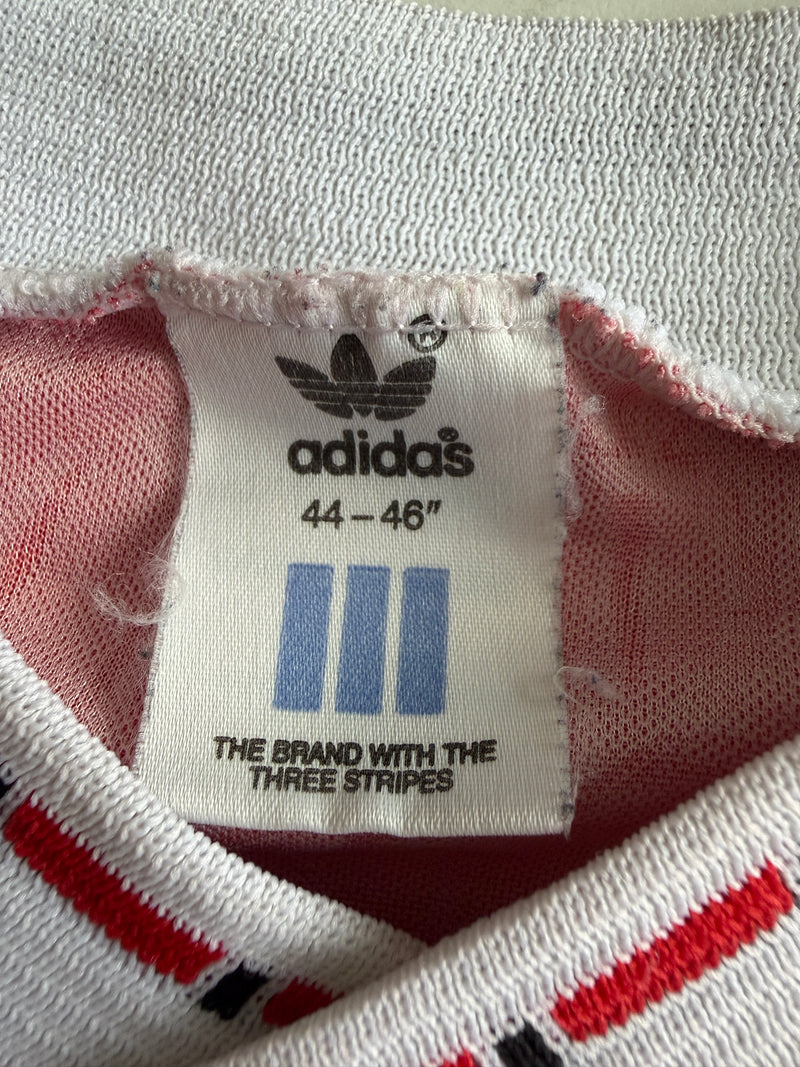 ®
adidas®
44 – 46"
THE BRAND WITH THE
THREE STRIPES